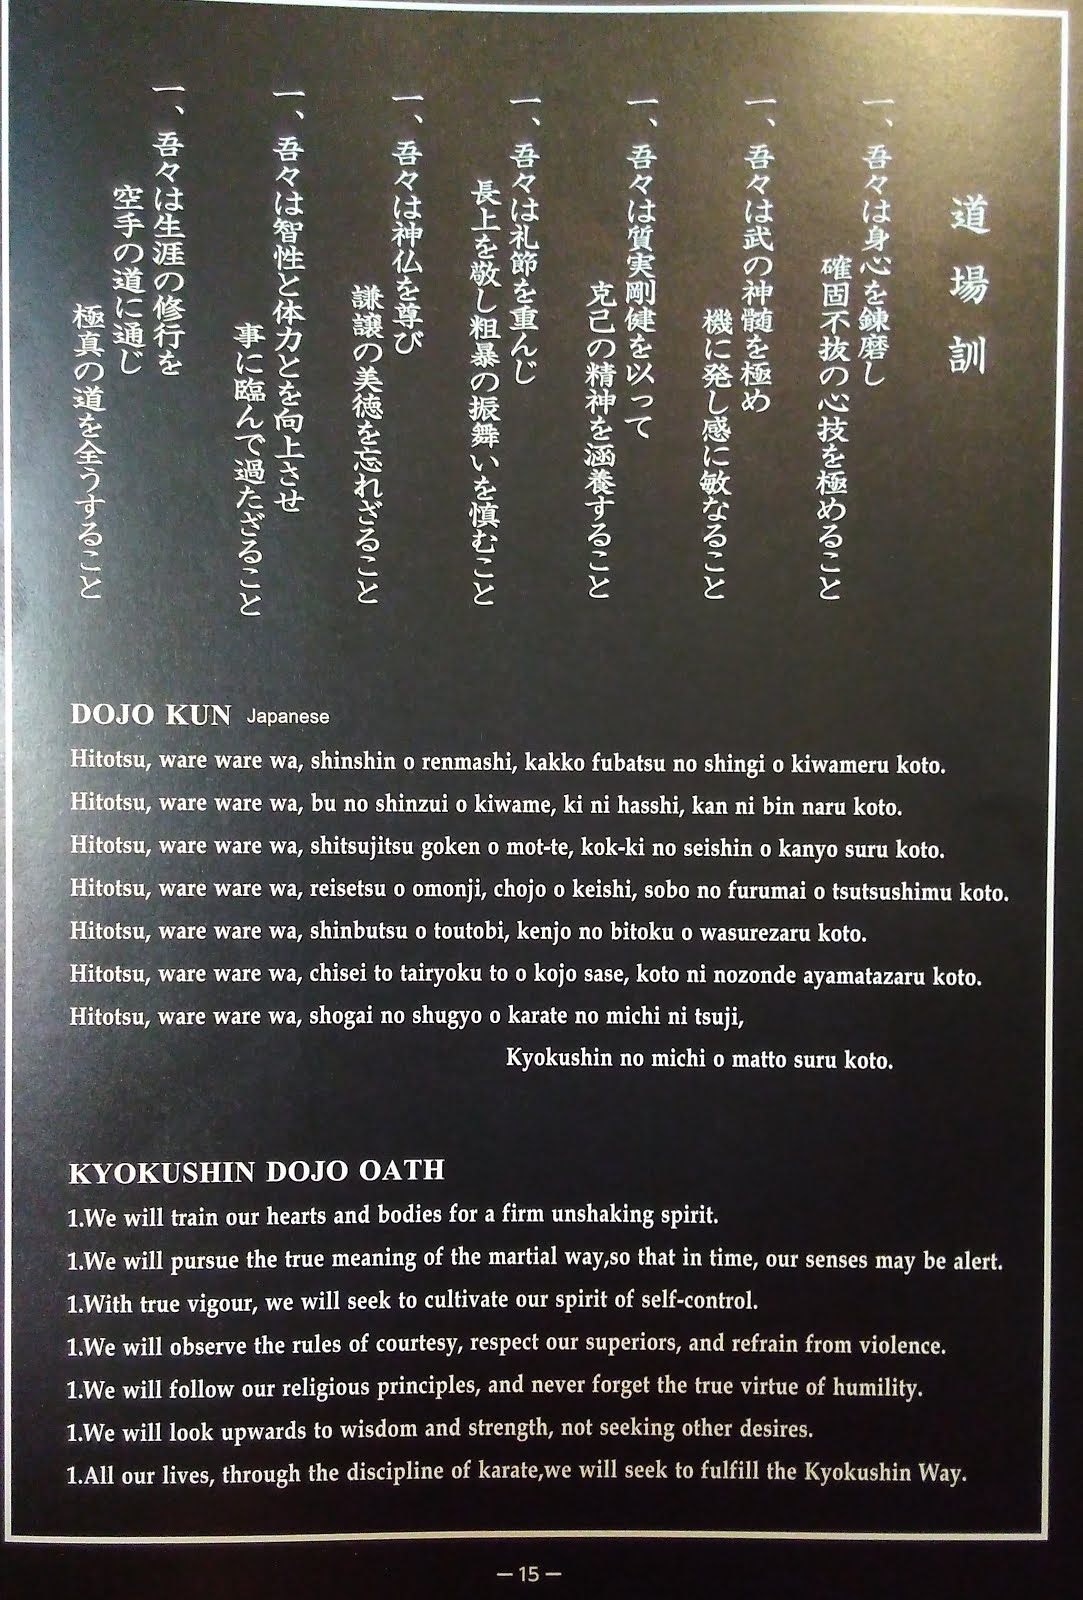 道場訓
一、吾々は身心を錬磨し
確固不抜の心技を極めること
一、吾々は武の神髄を極め
機に発し感に敏なること
一、吾々は質実剛健を以って
克己の精神を涵養すること
一、吾々は礼節を重んじ
長上を敬し粗暴の振舞いを慎むこと
一、吾々は神仏を尊び
謙譲の美徳を忘れざること
一、吾々は智性と体力とを向上させ
事に臨んで過たざること
一、吾々は生涯の修行を
空手の道に通じ
極真の道を全うすること
DOJO KUN Japanese
Hitotsu, ware ware wa, shinshin o renmashi, kakko fubatsu no shingi o kiwameru koto.
Hitotsu, ware ware wa, bu no shinzui o kiwame, ki ni hasshi, kan ni bin naru koto.
Hitotsu, ware ware wa, shitsujitsu goken o mot-te, kok-ki no seishin o kanyo suru koto.
Hitotsu, ware ware wa, reisetsu o omonji, chojo o keishi, sobo no furumai o tsutsushimu koto.
Hitotsu, ware ware wa, shinbutsu o toutobi, kenjo no bitoku o wasurezaru koto.
Hitotsu, ware ware wa, chisei to tairyoku to o kojo sase, koto ni nozonde ayamatazaru koto.
Hitotsu, ware ware wa, shogai no shugyo o karate no michi ni tsuji,
Kyokushin no michi o matto suru koto.
KYOKUSHIN DOJO OATH
1.We will train our hearts and bodies for a firm unshaking spirit.
1.We will pursue the true meaning of the martial way,so that in time, our senses may be alert.
1.With true vigour, we will seek to cultivate our spirit of self-control.
1.We will observe the rules of courtesy, respect our superiors, and refrain from violence.
1.We will follow our religious principles, and never forget the true virtue of humility.
1.We will look upwards to wisdom and strength, not seeking other desires.
1.All our lives, through the discipline of karate,we will seek to fulfill the Kyokushin Way.
— 15 —